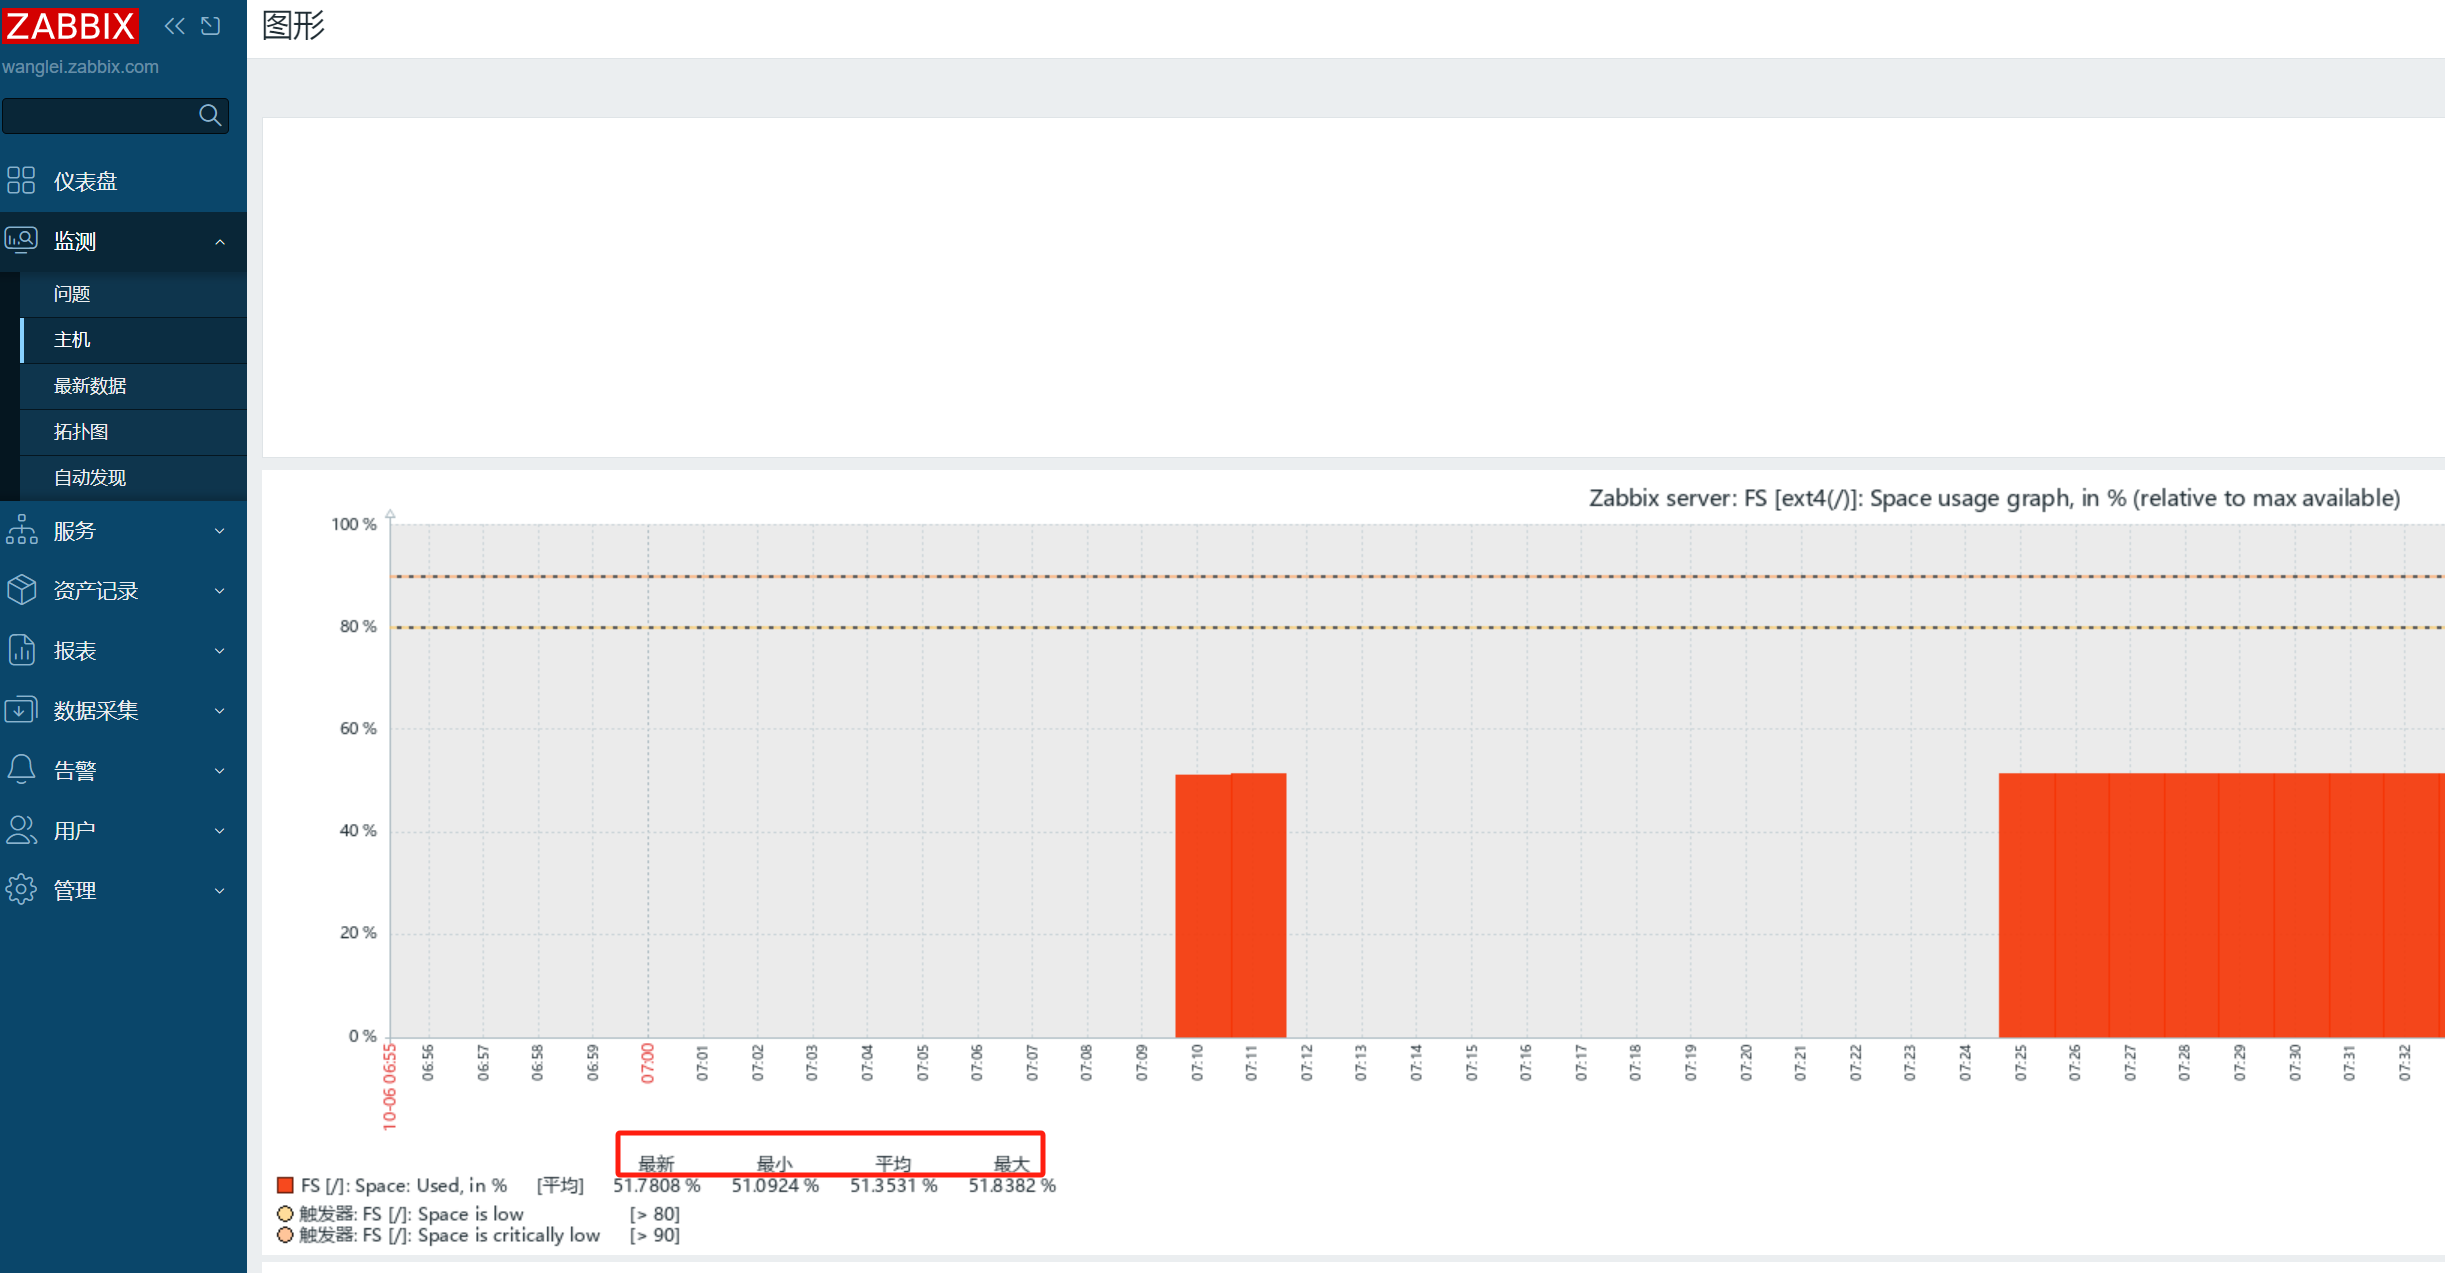 ZABBIX
wanglei.zabbix.com
仪表盘
监测
问题
主机
最新数据
拓扑图
自动发现
服务
资产记录
报表
数据采集
告警
用户
管理
图形
Zabbix server: FS [ext4(/)]: Space usage graph, in % (relative to max available)
100 %
80 %
60 %
40 %
20 %
0 %
10-06 06:55
06:56
06:57
06:58
06:59
07:00
07:01
07:02
07:03
07:04
07:05
07:06
07:07
07:08
07:09
07:10
07:11
07:12
07:13
07:14
07:15
07:16
07:17
07:18
07:19
07:20
07:21
07:22
07:23
07:24
07:25
07:26
07:27
07:28
07:29
07:30
07:31
07:32
最新 最小 平均 最大
FS [/]: Space: Used, in % [平均] 51.7808 % 51.0924 % 51.3531 % 51.8382 %
触发器: FS [/]: Space is low [> 80]
触发器: FS [/]: Space is critically low [> 90]